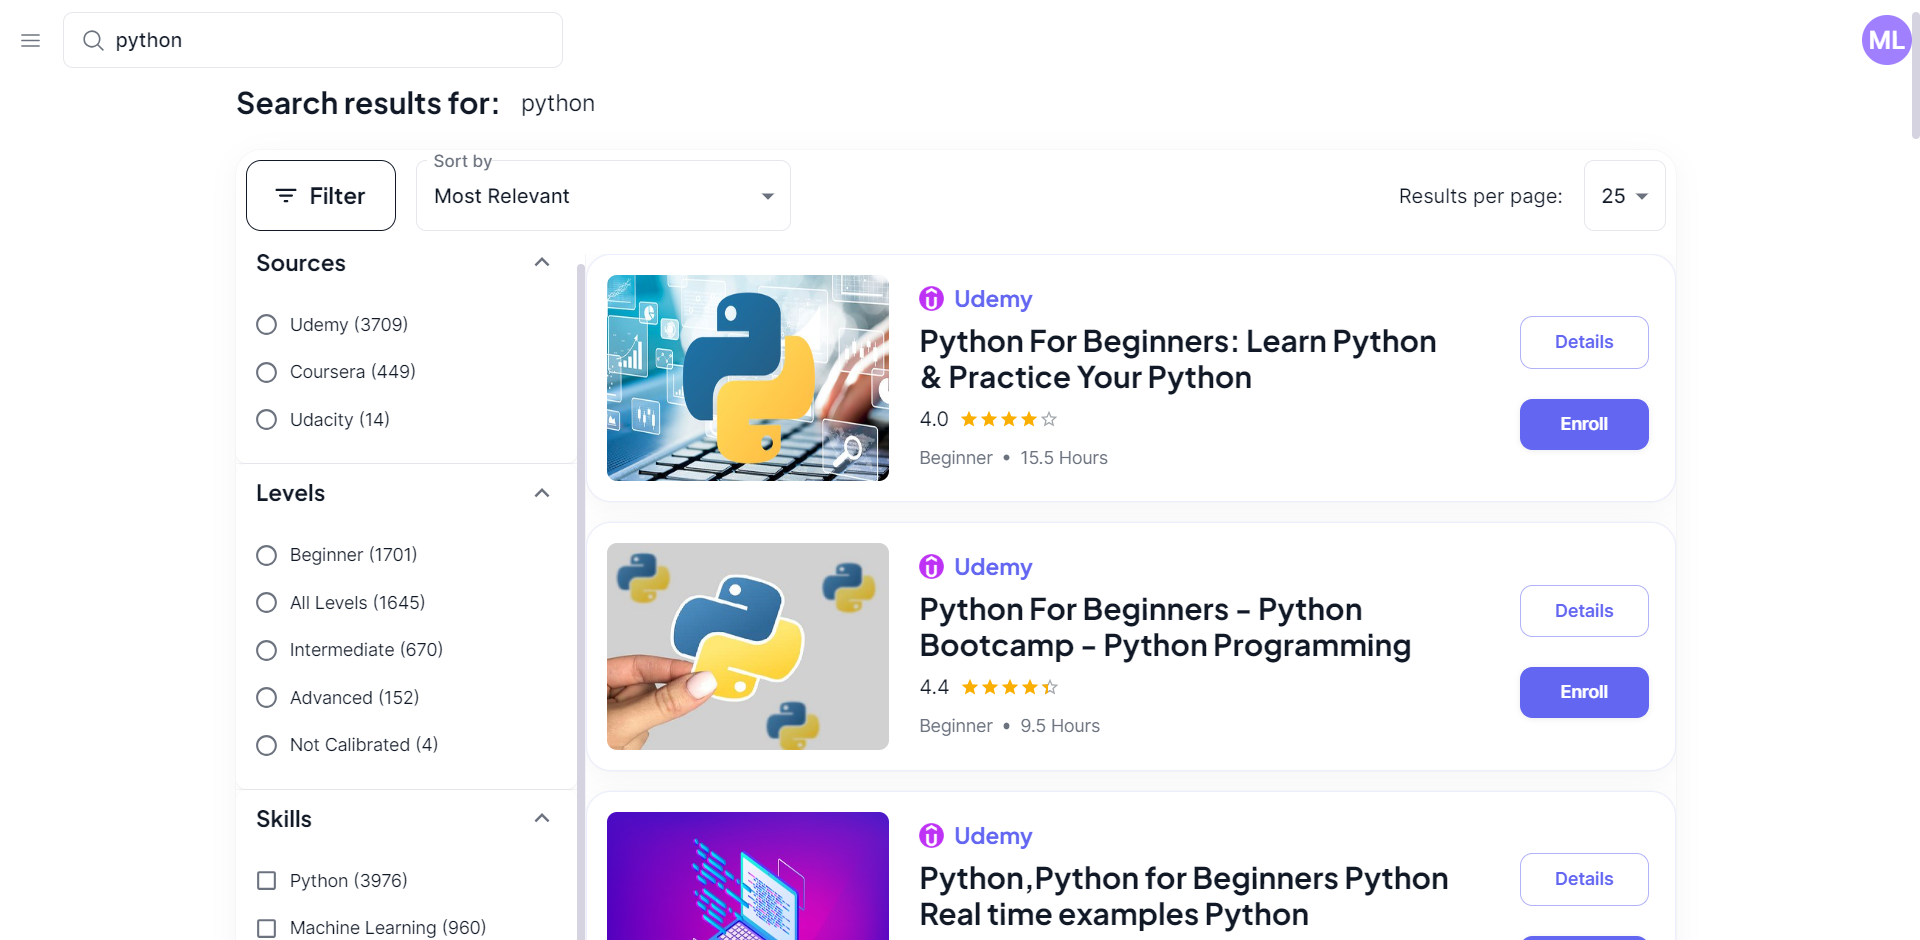 python
ML
Search results for: python
Filter
Sort by
Most Relevant
Results per page: 25
Sources
Udemy (3709)
Coursera (449)
Udacity (14)
Levels
Beginner (1701)
All Levels (1645)
Intermediate (670)
Advanced (152)
Not Calibrated (4)
Skills
Python (3976)
Machine Learning (960)
Udemy
Python For Beginners: Learn Python
& Practice Your Python
4.0
Beginner • 15.5 Hours
Details
Enroll
Udemy
Python For Beginners – Python
Bootcamp – Python Programming
4.4
Beginner • 9.5 Hours
Details
Enroll
Udemy
Python,Python for Beginners Python
Real time examples Python
Details